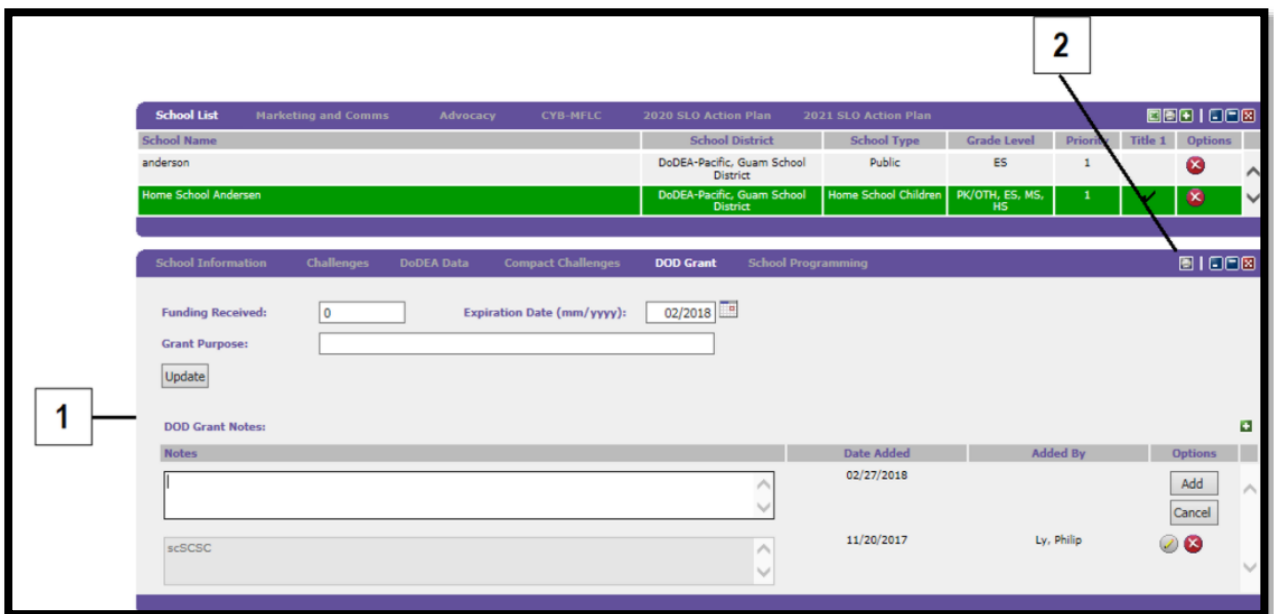 2
School List Marketing and Comms Advocacy CYB-MFLC 2020 SLO Action Plan 2021 SLO Action Plan
School Name School District School Type Grade Level Priority Title 1 Options
anderson DoDEA-Pacific, Guam School District Public ES 1
Home School Andersen DoDEA-Pacific, Guam School District Home School Children PK/OTH, ES, MS, HS 1
School Information Challenges DoDEA Data Compact Challenges DOD Grant School Programming
Funding Received: 0 Expiration Date (mm/yyyy): 02/2018
Grant Purpose:
Update
1
DOD Grant Notes:
Notes Date Added Added By Options
02/27/2018 Add
Cancel
scSCSC 11/20/2017 Ly, Philip